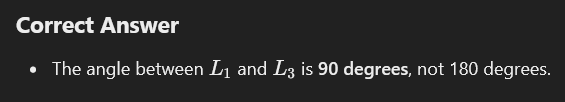 Correct Answer
• The angle between L₁ and L₃ is 90 degrees, not 180 degrees.